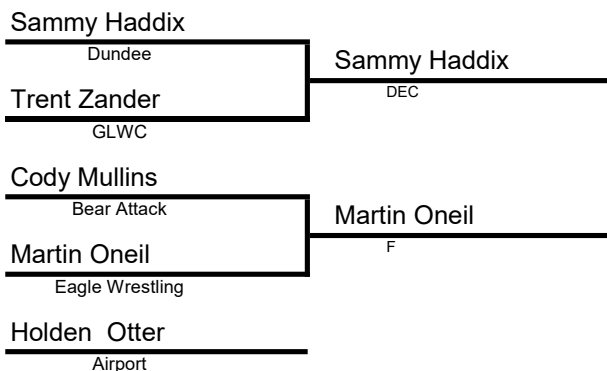 Sammy Haddix
Dundee
Sammy Haddix
DEC
Trent Zander
GLWC
Cody Mullins
Bear Attack
Martin Oneil
F
Martin Oneil
Eagle Wrestling
Holden  Otter
Airport